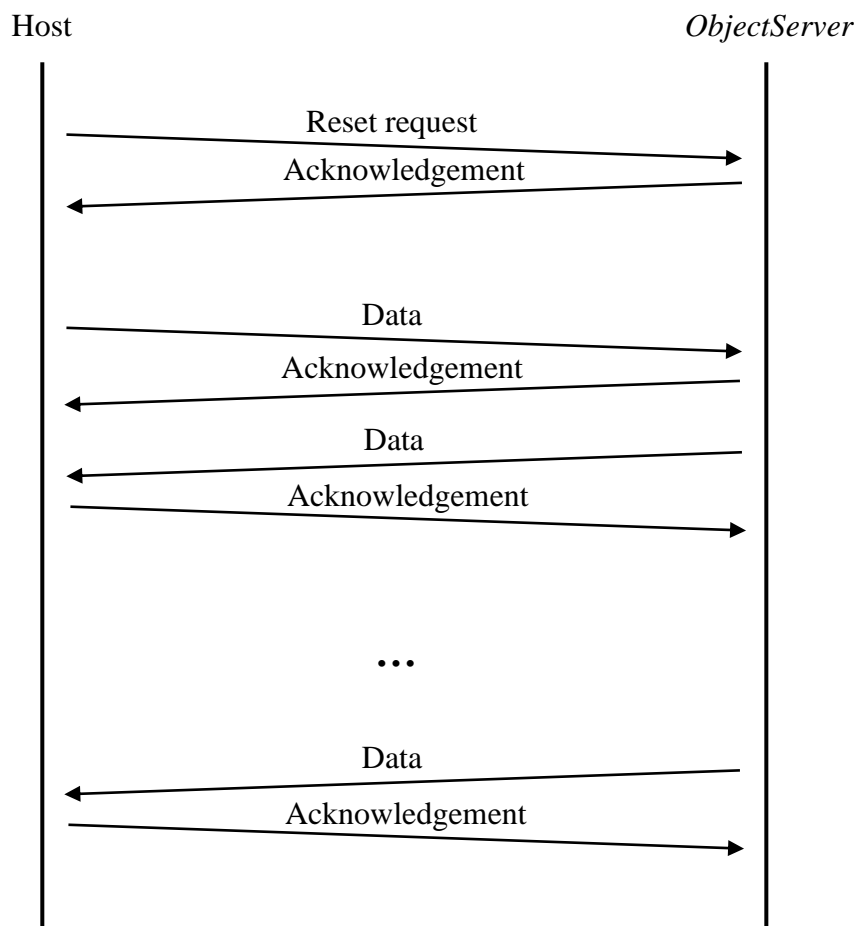 Host ObjectServer
Reset request
Acknowledgement
Data
Acknowledgement
Data
Acknowledgement
...
Data
Acknowledgement